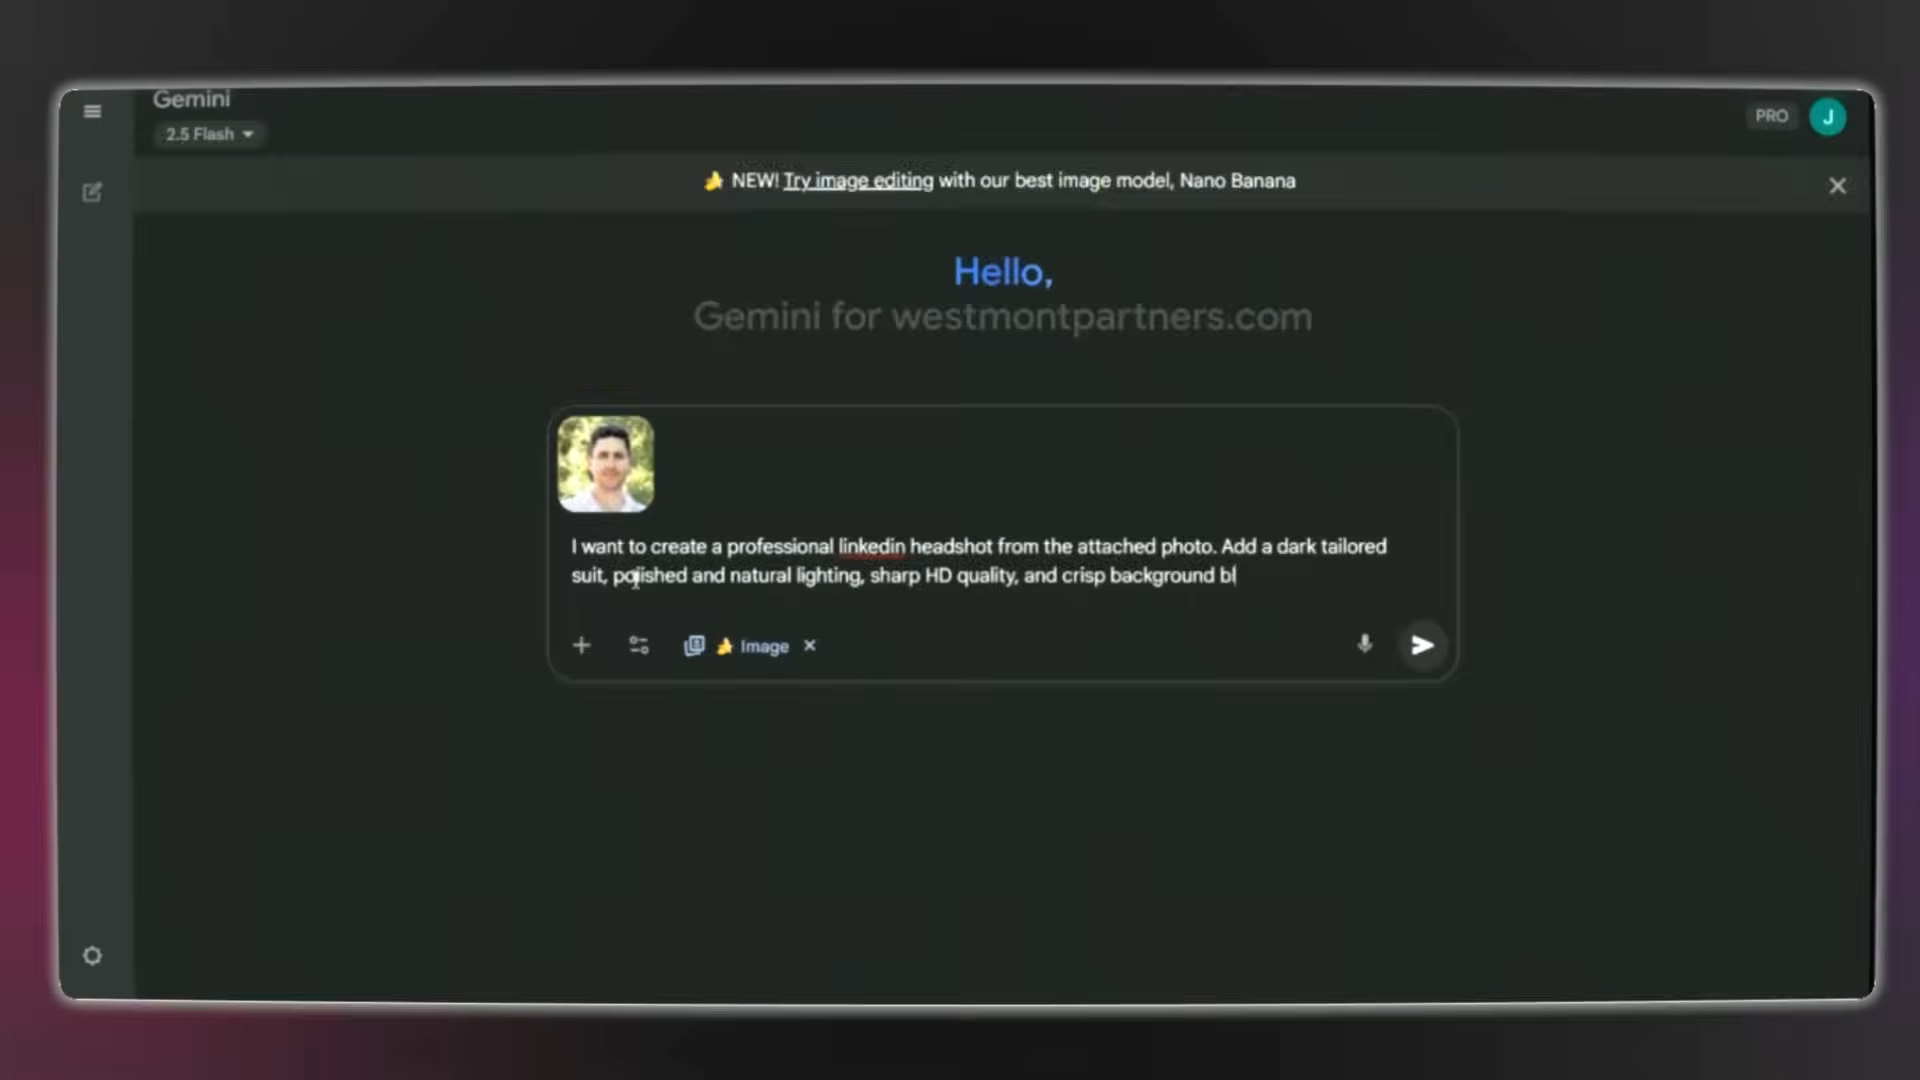 Gemini
2.5 Flash
PRO
J
NEW! Try image editing with our best image model, Nano Banana
Hello,
Gemini for westmontpartners.com
I want to create a professional linkedin headshot from the attached photo. Add a dark tailored
suit, polished and natural lighting, sharp HD quality, and crisp background bl
Image